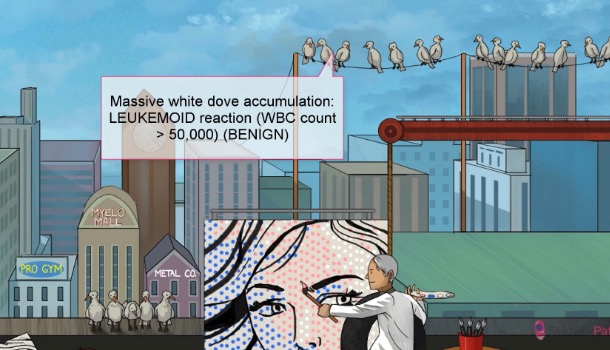 Massive white dove accumulation:
LEUKEMOID reaction (WBC count
> 50,000) (BENIGN)
MYELO
MALL
PRO GYM
METAL CO.